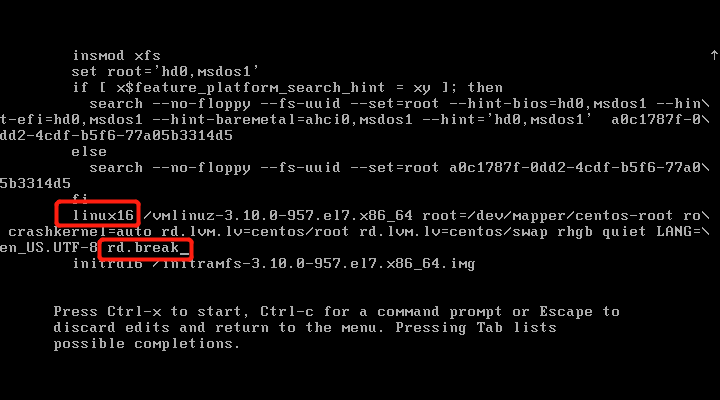 insmod xfs
set root='hd0,msdos1'
if [ x$feature_platform_search_hint = xy ]; then
search --no-floppy --fs-uuid --set=root --hint-bios=hd0,msdos1 --hin\
t-efi=hd0,msdos1 --hint-baremetal=ahci0,msdos1 --hint='hd0,msdos1'  a0c1787f-0\
dd2-4cdf-b5f6-77a05b3314d5
else
search --no-floppy --fs-uuid --set=root a0c1787f-0dd2-4cdf-b5f6-77a0\
5b3314d5
fi
linux16 /vmlinuz-3.10.0-957.el7.x86_64 root=/dev/mapper/centos-root ro\
crashkernel=auto rd.lvm.lv=centos/root rd.lvm.lv=centos/swap rhgb quiet LANG=\
en_US.UTF-8 rd.break_
initrd16 /initramfs-3.10.0-957.el7.x86_64.img
Press Ctrl-x to start, Ctrl-c for a command prompt or Escape to
discard edits and return to the menu. Pressing Tab lists
possible completions.